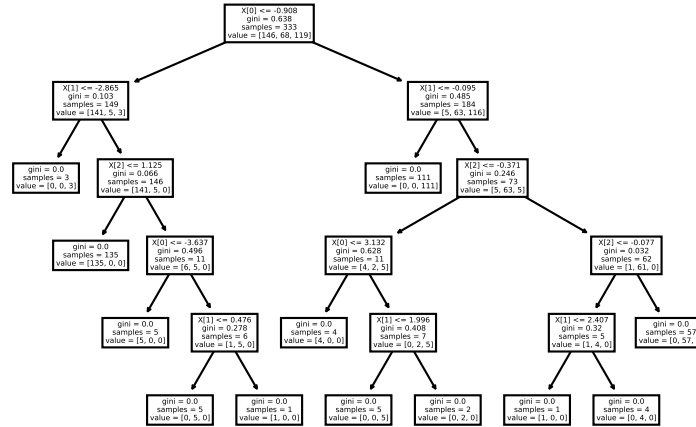 X[0] <= -0.908
gini = 0.638
samples = 333
value = [146, 68, 119]
X[1] <= -2.865
gini = 0.103
samples = 149
value = [141, 5, 3]
X[1] <= -0.095
gini = 0.485
samples = 184
value = [5, 63, 116]
gini = 0.0
samples = 3
value = [0, 0, 3]
X[2] <= 1.125
gini = 0.066
samples = 146
value = [141, 5, 0]
gini = 0.0
samples = 111
value = [0, 0, 111]
X[2] <= -0.371
gini = 0.246
samples = 73
value = [5, 63, 5]
gini = 0.0
samples = 135
value = [135, 0, 0]
X[0] <= -3.637
gini = 0.496
samples = 11
value = [6, 5, 0]
X[0] <= 3.132
gini = 0.628
samples = 11
value = [4, 2, 5]
X[2] <= -0.077
gini = 0.032
samples = 62
value = [1, 61, 0]
gini = 0.0
samples = 5
value = [5, 0, 0]
X[1] <= 0.476
gini = 0.278
samples = 6
value = [1, 5, 0]
gini = 0.0
samples = 4
value = [4, 0, 0]
X[1] <= 1.996
gini = 0.408
samples = 7
value = [0, 2, 5]
X[1] <= 2.407
gini = 0.32
samples = 5
value = [1, 4, 0]
gini = 0.0
samples = 57
value = [0, 57,
gini = 0.0
samples = 5
value = [0, 5, 0]
gini = 0.0
samples = 1
value = [1, 0, 0]
gini = 0.0
samples = 5
value = [0, 0, 5]
gini = 0.0
samples = 2
value = [0, 2, 0]
gini = 0.0
samples = 1
value = [1, 0, 0]
gini = 0.0
samples = 4
value = [0, 4, 0]